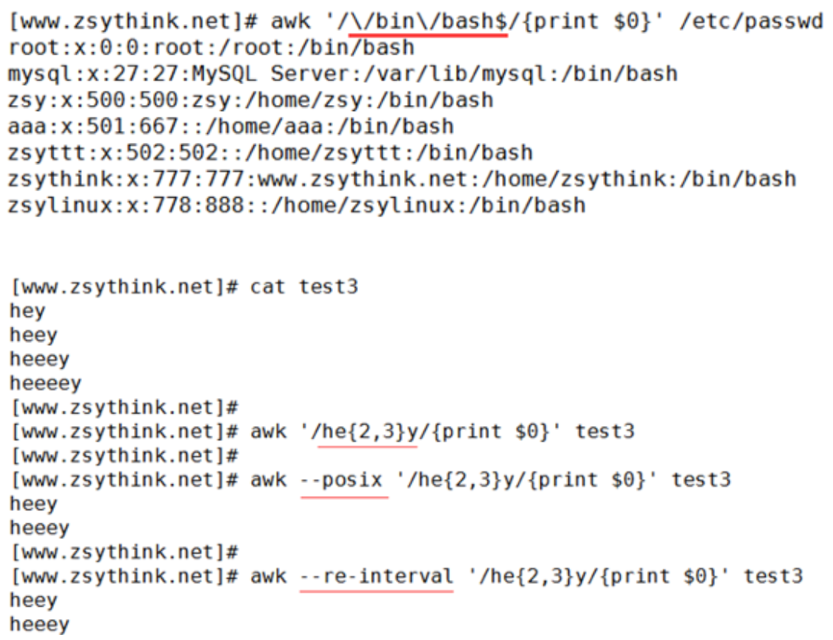 [www.zsythink.net]# awk '/\/bin\/bash$/{print $0}' /etc/passwd
root:x:0:0:root:/root:/bin/bash
mysql:x:27:27:MySQL Server:/var/lib/mysql:/bin/bash
zsy:x:500:500:zsy:/home/zsy:/bin/bash
aaa:x:501:667::/home/aaa:/bin/bash
zsyttt:x:502:502::/home/zsyttt:/bin/bash
zsythink:x:777:777:www.zsythink.net:/home/zsythink:/bin/bash
zsylinux:x:778:888::/home/zsylinux:/bin/bash
[www.zsythink.net]# cat test3
hey
heey
heeey
heeeey
[www.zsythink.net]#
[www.zsythink.net]# awk '/he{2,3}y/{print $0}' test3
[www.zsythink.net]#
[www.zsythink.net]# awk --posix '/he{2,3}y/{print $0}' test3
heey
heeey
[www.zsythink.net]#
[www.zsythink.net]# awk --re-interval '/he{2,3}y/{print $0}' test3
heey
heeey